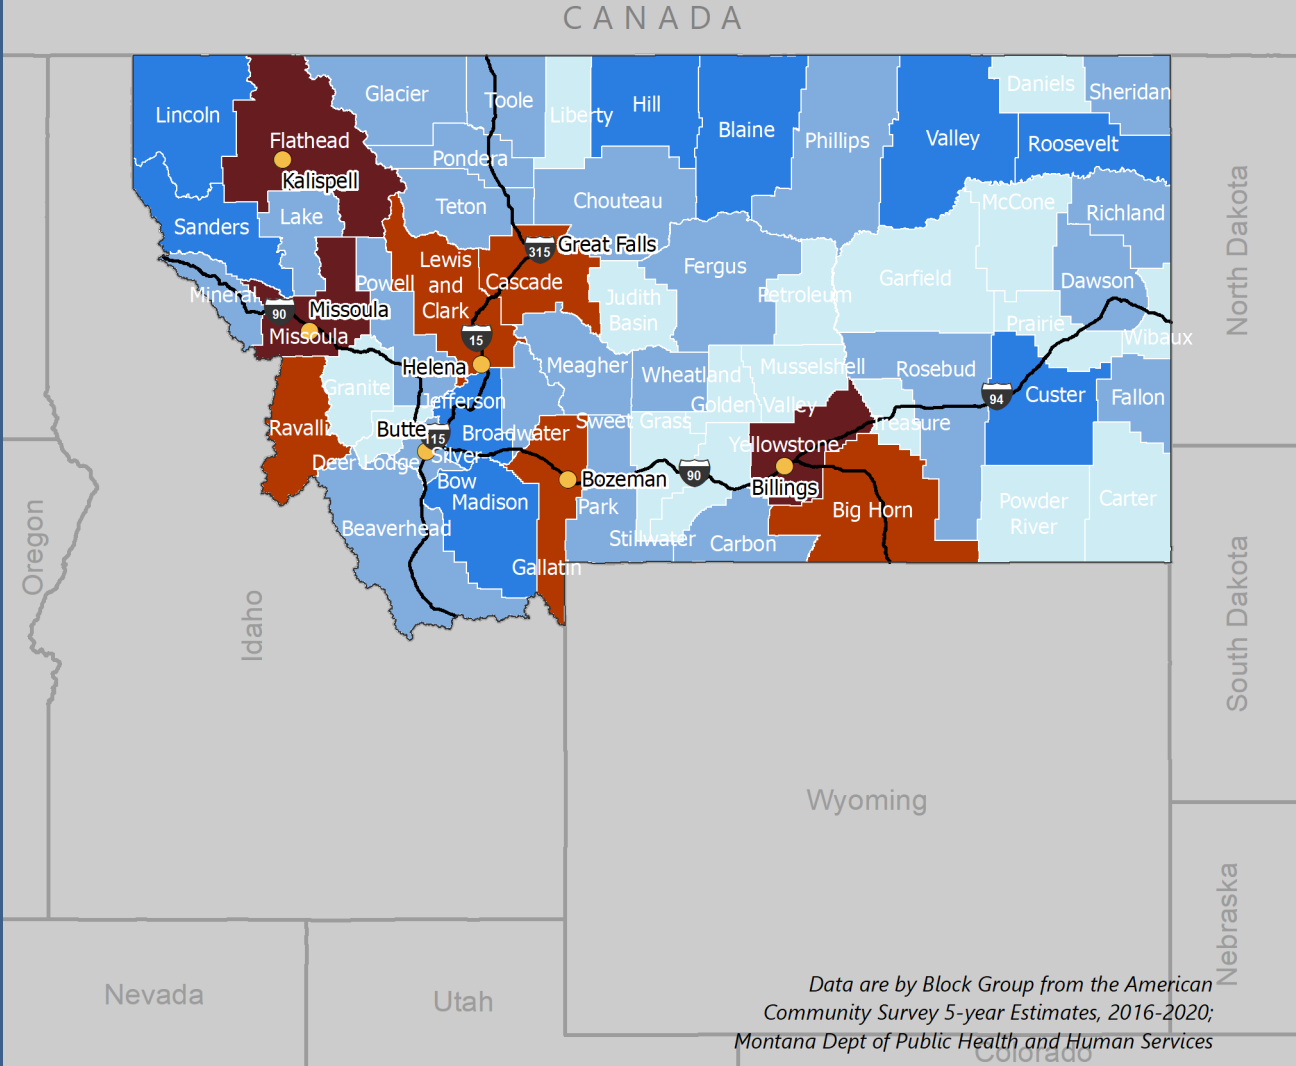 CANADA
Lincoln
Flathead
Kalispell
Glacier
Toole
Liberty
Hill
Blaine
Phillips
Valley
Daniels
Sheridan
Roosevelt
Pondera
Chouteau
McCone
Richland
Sanders
Lake
Teton
Great Falls
315
Lewis
and
Clark
Cascade
Fergus
Garfield
Dawson
Mineral
Powell
Judith
Basin
Petroleum
Prairie
Wibaux
90
Missoula
Missoula
15
Helena
Meagher
Wheatland
Musselshell
Rosebud
Granite
Jefferson
Golden Valley
94
Custer
Fallon
Ravalli
Butte
15
Broadwater
Sweet Grass
Treasure
Yellowstone
Deer Lodge
Silver
Bow
Bozeman
90
Billings
Madison
Park
Big Horn
Powder
River
Carter
Beaverhead
Stillwater
Carbon
Gallatin
North Dakota
South Dakota
Oregon
Idaho
Wyoming
Nebraska
Nevada
Utah
Colorado
Data are by Block Group from the American
Community Survey 5-year Estimates, 2016-2020;
Montana Dept of Public Health and Human Services